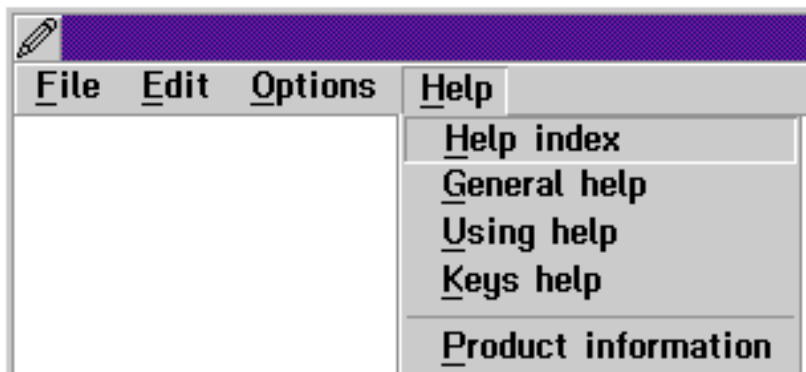 File Edit Options Help
Help index
General help
Using help
Keys help
Product information